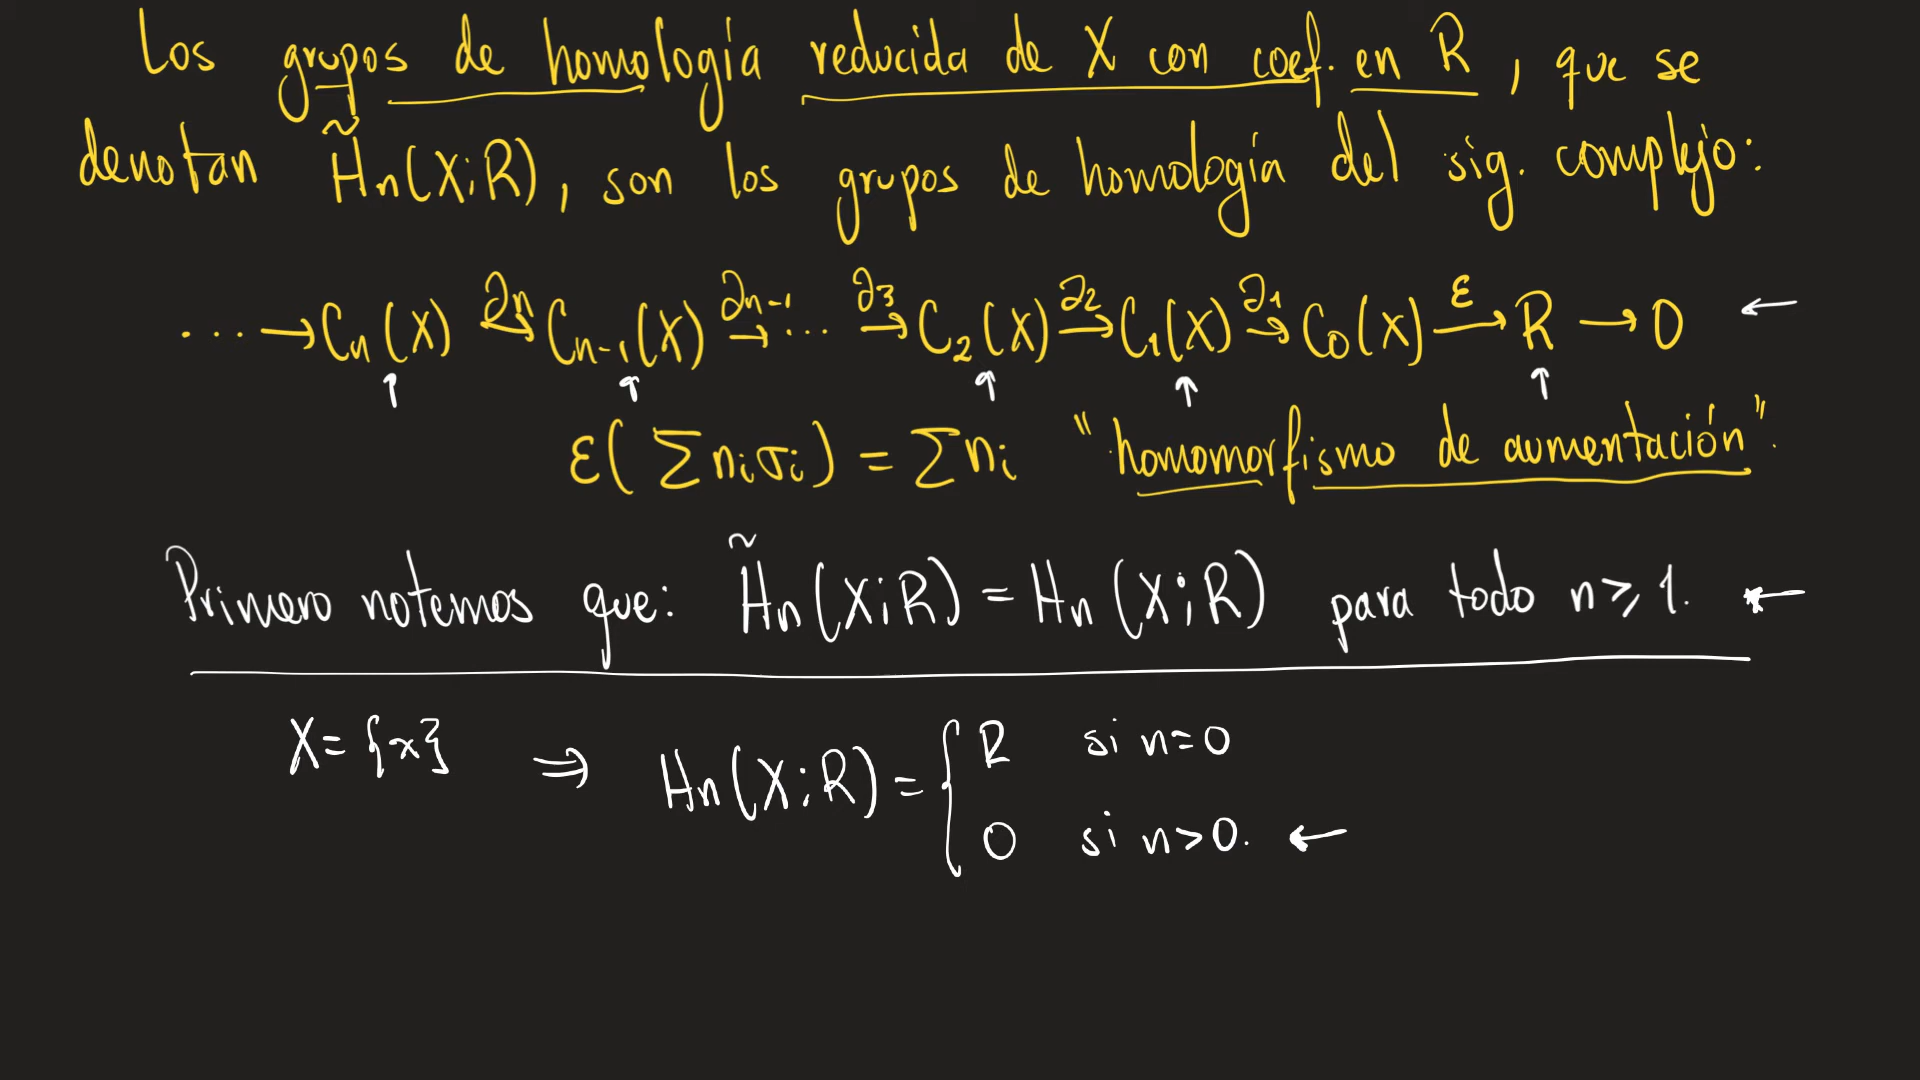 Los grupos de homología reducida de X con coef. en R, que se
denotan H̃n(X;R), son los grupos de homología del sig. complejo:
··· → Cn(X) ∂n→ Cn-1(X) ∂n-1→ ··· ∂3→ C2(X) ∂2→ C1(X) ∂1→ C0(X) ε→ R → 0 ←
↑ ↑ ↑ ↑ ↑
ε(∑niσi) = ∑ni "homomorfismo de aumentación".
Primero notemos que: H̃n(X;R) = Hn(X;R) para todo n≥1. ←
X={x} ⇒ Hn(X;R) = { R si n=0
0 si n>0. ←